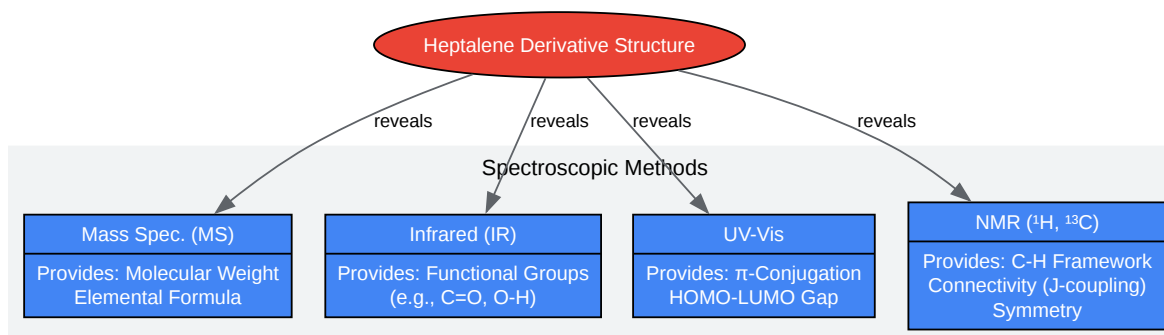 Heptalene Derivative Structure
reveals
reveals
reveals
reveals
Spectroscopic Methods
Mass Spec. (MS)
Provides: Molecular Weight
Elemental Formula
Infrared (IR)
Provides: Functional Groups
(e.g., C=O, O-H)
UV-Vis
Provides: π-Conjugation
HOMO-LUMO Gap
NMR (¹H, ¹³C)
Provides: C-H Framework
Connectivity (J-coupling)
Symmetry